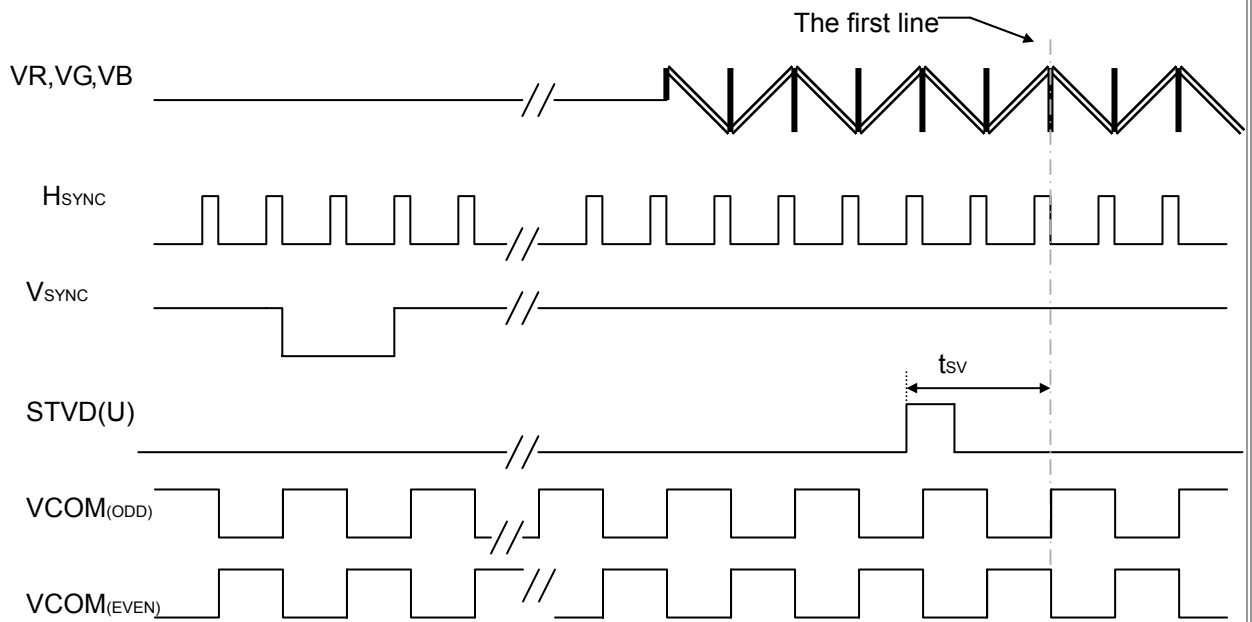 The first line
VR,VG,VB
HSYNC
VSYNC
tSV
STVD(U)
VCOM(ODD)
VCOM(EVEN)